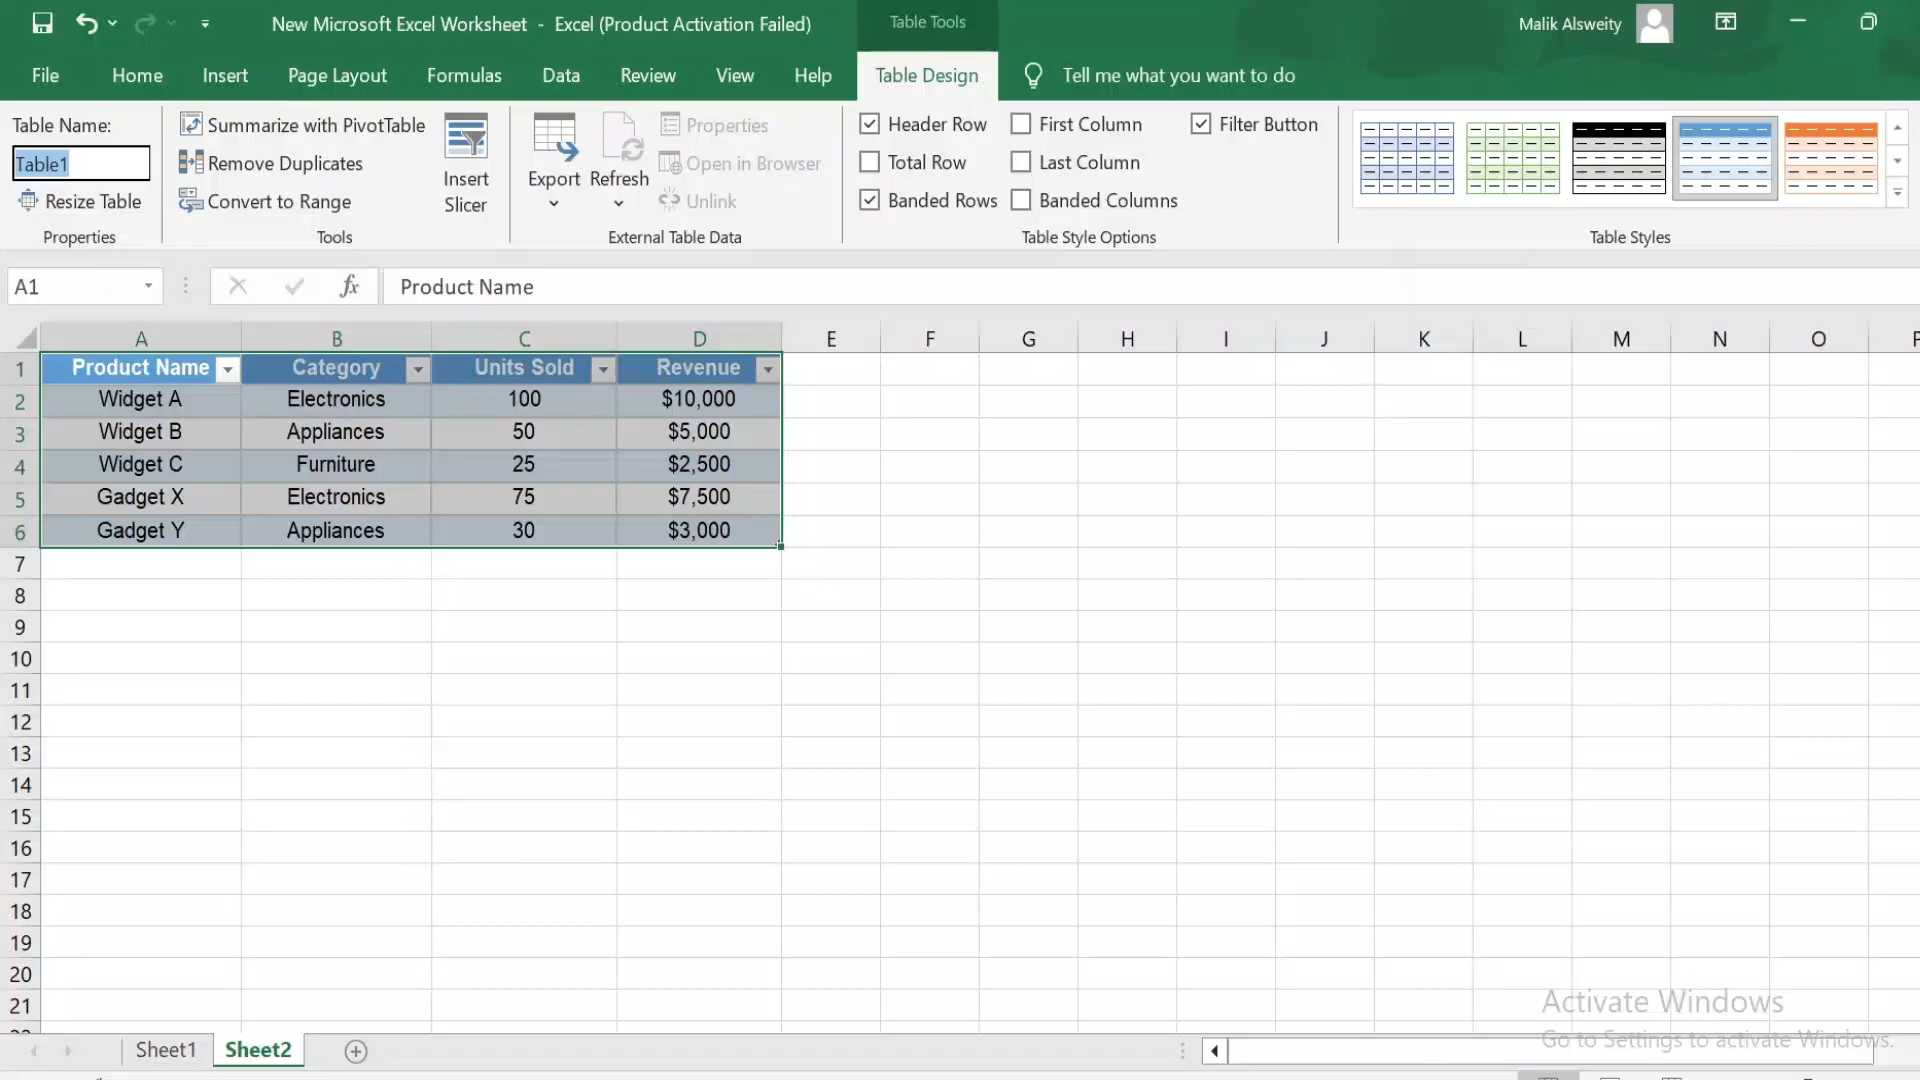 New Microsoft Excel Worksheet - Excel (Product Activation Failed)
Table Tools
Malik Alsweity
File Home Insert Page Layout Formulas Data Review View Help Table Design Tell me what you want to do
Table Name:
Table1
Resize Table
Properties
Summarize with PivotTable
Remove Duplicates
Convert to Range
Tools
Insert
Slicer
Export
Refresh
Properties
Open in Browser
Unlink
External Table Data
Header Row
First Column
Filter Button
Total Row
Last Column
Banded Rows
Banded Columns
Table Style Options
Table Styles
A1
fx
Product Name
A B C D E F G H I J K L M N O P
1 Product Name Category Units Sold Revenue
2 Widget A Electronics 100 $10,000
3 Widget B Appliances 50 $5,000
4 Widget C Furniture 25 $2,500
5 Gadget X Electronics 75 $7,500
6 Gadget Y Appliances 30 $3,000
7
8
9
10
11
12
13
14
15
16
17
18
19
20
21
Activate Windows
Go to Settings to activate Windows.
Sheet1 Sheet2